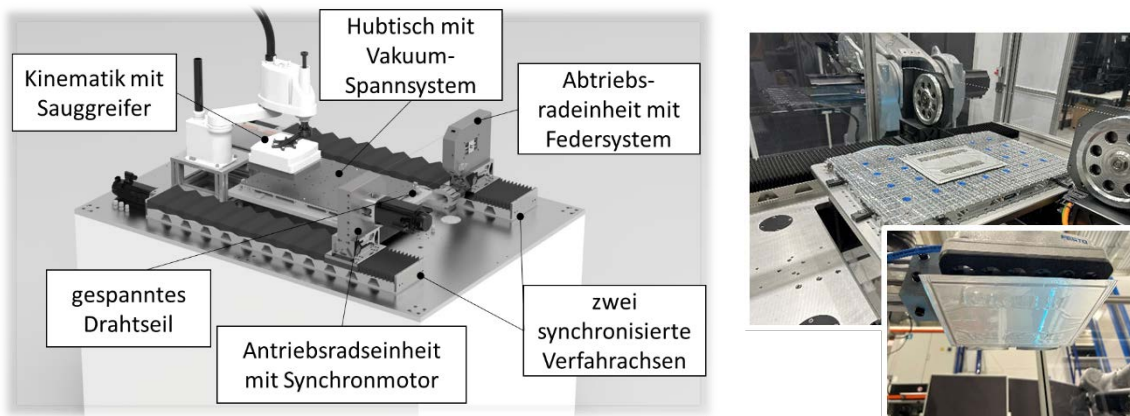 Hubtisch mit
Vakuum-
Spannsystem
Kinematik mit
Sauggreifer
Abtriebs-
radeinheit mit
Federsystem
gespanntes
Drahtseil
Antriebsradseinheit
mit Synchronmotor
zwei
synchronisierte
Verfahrachsen
FESTO